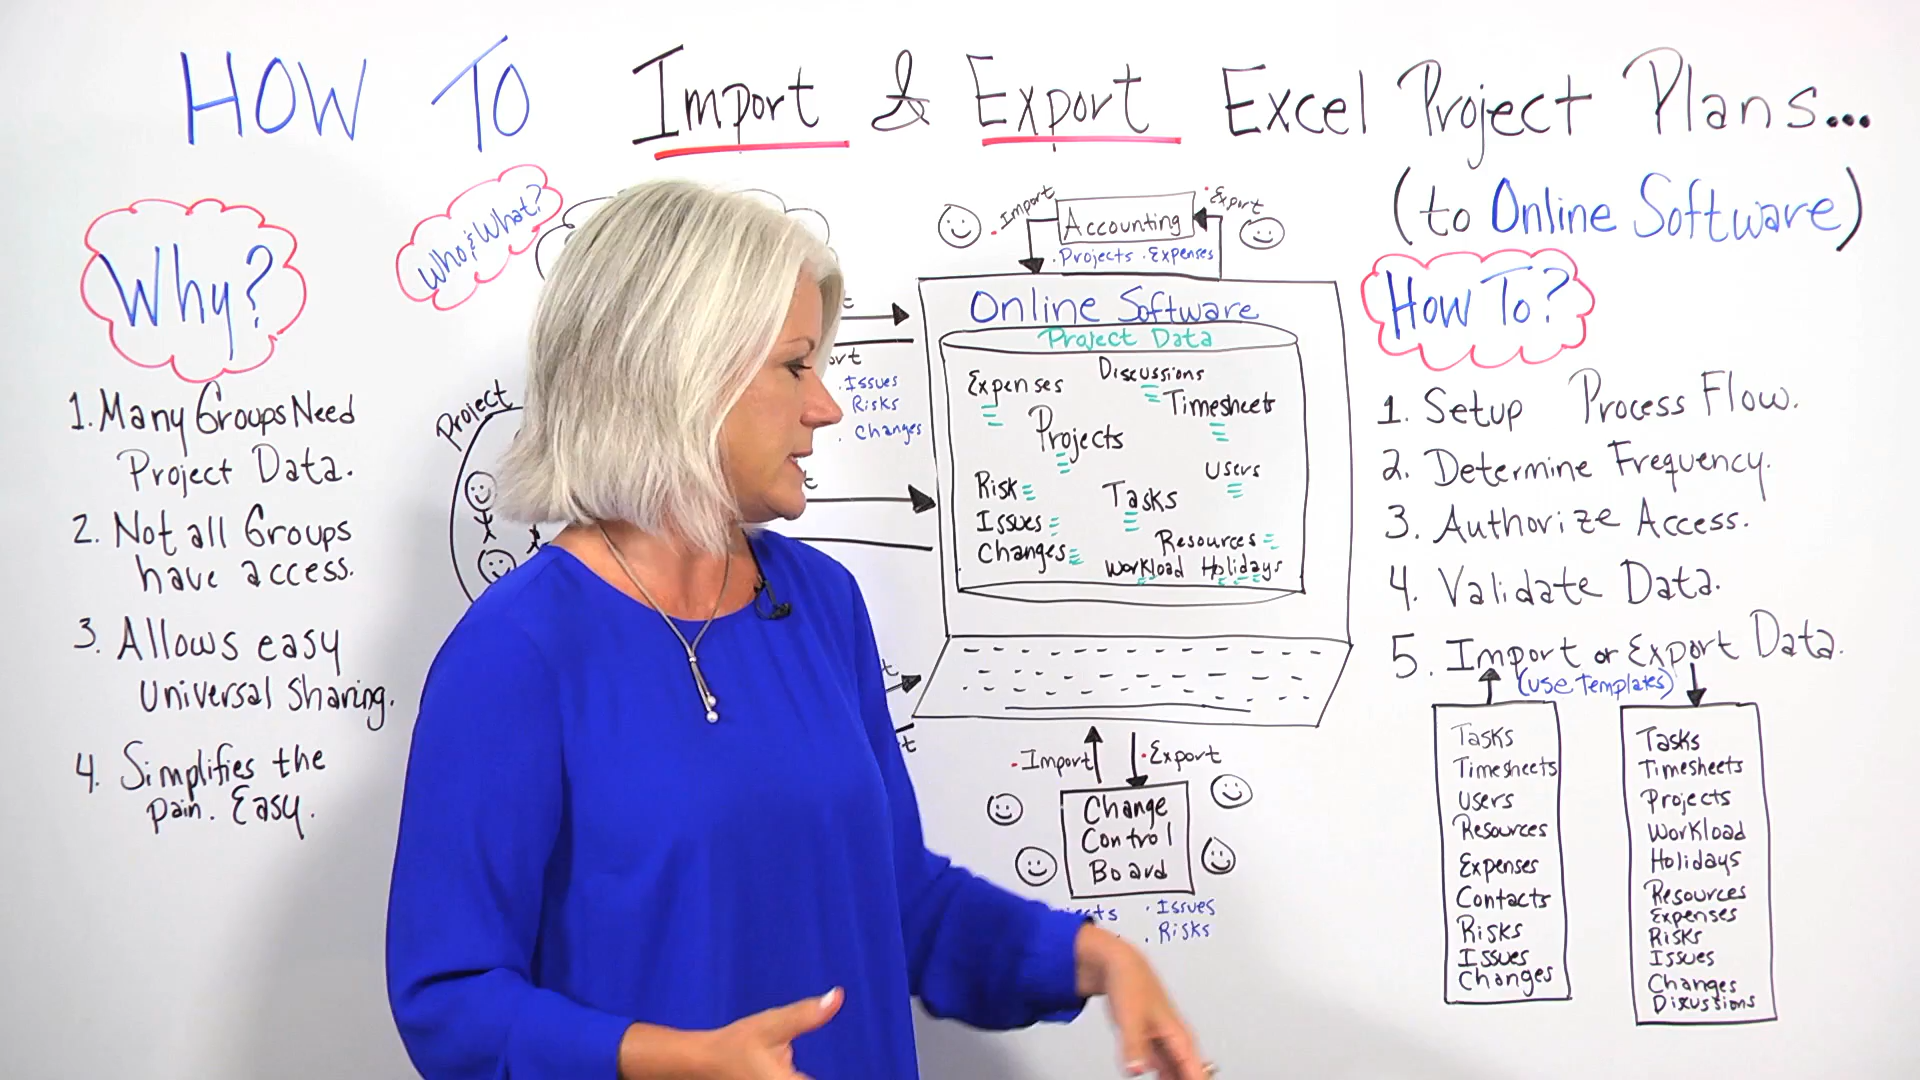 HOW TO Import & Export Excel Project Plans...
(to Online Software)
Why?
1. Many Groups Need
Project Data.
2. Not all Groups
have access.
3. Allows easy
Universal Sharing.
4. Simplifies the
pain. Easy.
Who & What?
Project
. Issues
Risks
. Changes
. Import
Accounting
. Export
. Projects . Expenses
Online Software
Project Data
Expenses
Discussions
Timesheets
Projects
Risk
Issues
Changes
Tasks
Users
Resources
Workload Holidays
. Import
. Export
Change
Control
Board
. Issues
. Risks
How To?
1. Setup Process Flow.
2. Determine Frequency.
3. Authorize Access.
4. Validate Data.
5. Import or Export Data.
(use Templates)
Tasks
Timesheets
Users
Resources
Expenses
Contacts
Risks
Issues
Changes
Tasks
Timesheets
Projects
Workload
Holidays
Resources
Expenses
Risks
Issues
Changes
Discussions